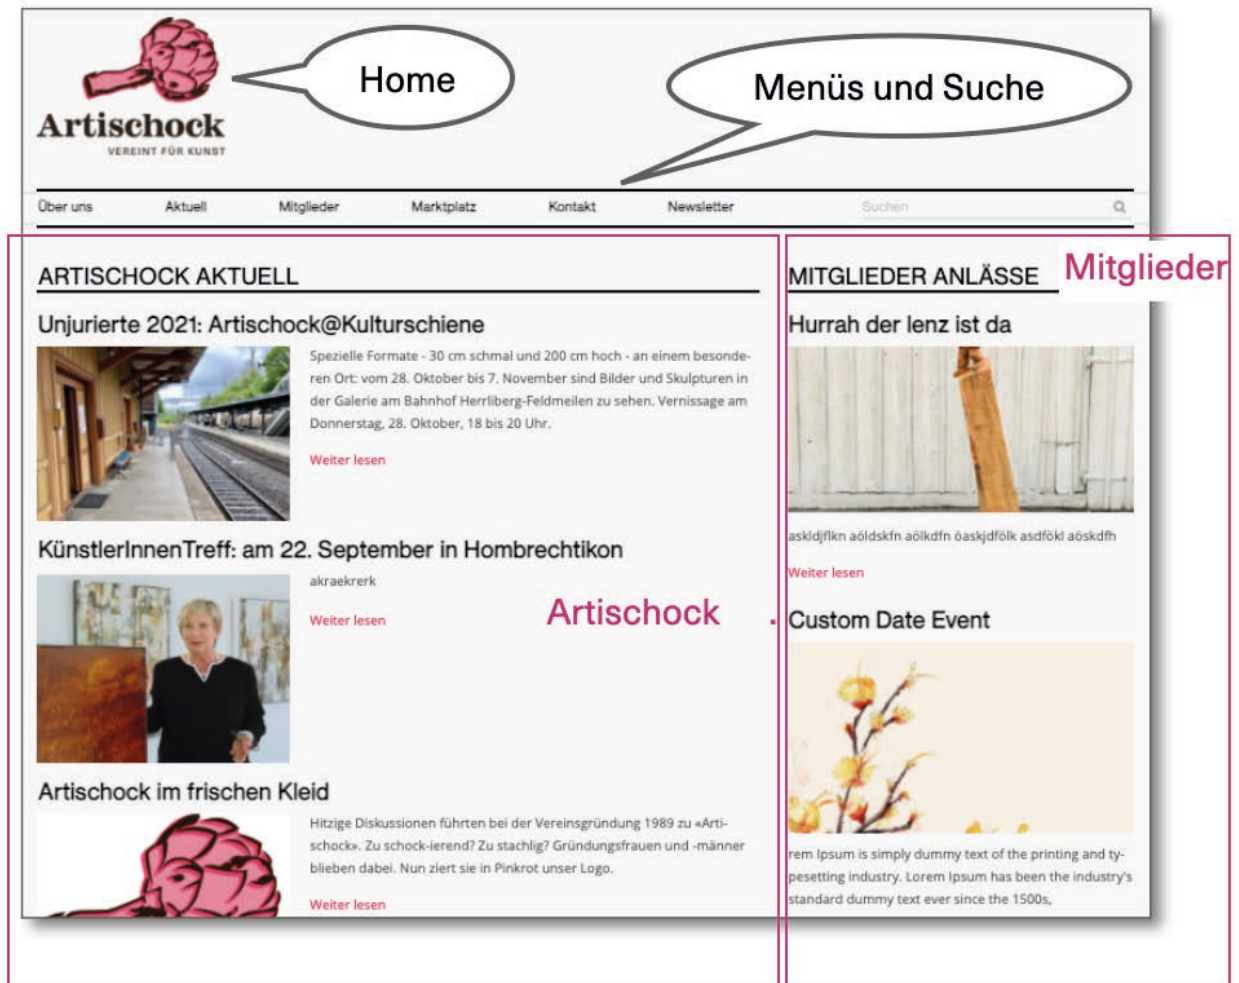 Home
Menüs und Suche
Artischock
VEREINT FÜR KUNST
Über uns Aktuell Mitglieder Marktplatz Kontakt Newsletter Suchen
ARTISCHOCK AKTUELL
Unjurierte 2021: Artischock@Kulturschiene
Spezielle Formate - 30 cm schmal und 200 cm hoch - an einem besonde-
ren Ort: vom 28. Oktober bis 7. November sind Bilder und Skulpturen in
der Galerie am Bahnhof Herrliberg-Feldmeilen zu sehen. Vernissage am
Donnerstag, 28. Oktober, 18 bis 20 Uhr.
Weiter lesen
KünstlerInnenTreff: am 22. September in Hombrechtikon
akraekrerk
Weiter lesen
Artischock .
Artischock im frischen Kleid
Hitzige Diskussionen führten bei der Vereinsgründung 1989 zu «Arti-
schock». Zu schock-ierend? Zu stachlig? Gründungsfrauen und -männer
blieben dabei. Nun ziert sie in Pinkrot unser Logo.
Weiter lesen
MITGLIEDER ANLÄSSE
Mitglieder
Hurrah der lenz ist da
askldjflkn aöldskfn aölkdfn öaskjdfölk asdfökl aöskdfh
Weiter lesen
Custom Date Event
rem Ipsum is simply dummy text of the printing and ty-
pesetting industry. Lorem Ipsum has been the industry's
standard dummy text ever since the 1500s,